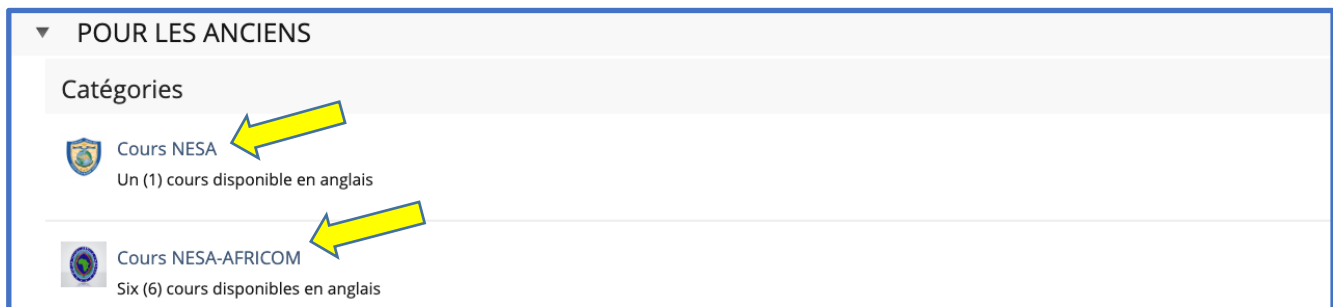 POUR LES ANCIENS
Catégories
Cours NESA
Un (1) cours disponible en anglais
Cours NESA-AFRICOM
Six (6) cours disponibles en anglais